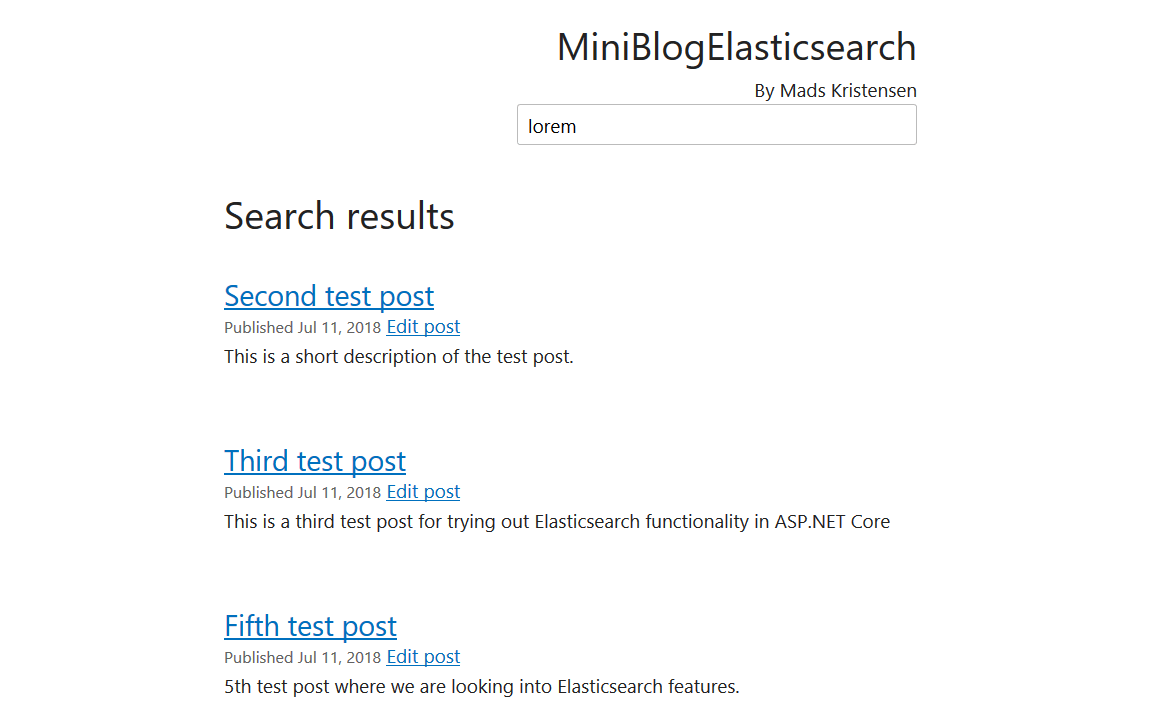 MiniBlogElasticsearch
By Mads Kristensen
lorem
Search results
Second test post
Published Jul 11, 2018 Edit post
This is a short description of the test post.
Third test post
Published Jul 11, 2018 Edit post
This is a third test post for trying out Elasticsearch functionality in ASP.NET Core
Fifth test post
Published Jul 11, 2018 Edit post
5th test post where we are looking into Elasticsearch features.